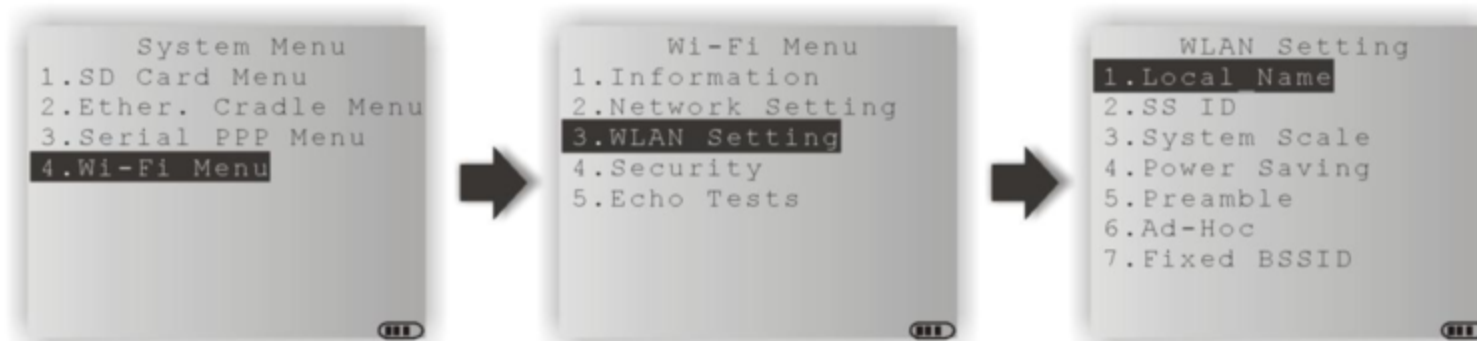 System Menu
1.SD Card Menu
2.Ether. Cradle Menu
3.Serial PPP Menu
4.Wi-Fi Menu
Wi-Fi Menu
1.Information
2.Network Setting
3.WLAN Setting
4.Security
5.Echo Tests
WLAN Setting
1.Local_Name
2.SS ID
3.System Scale
4.Power Saving
5.Preamble
6.Ad-Hoc
7.Fixed BSSID